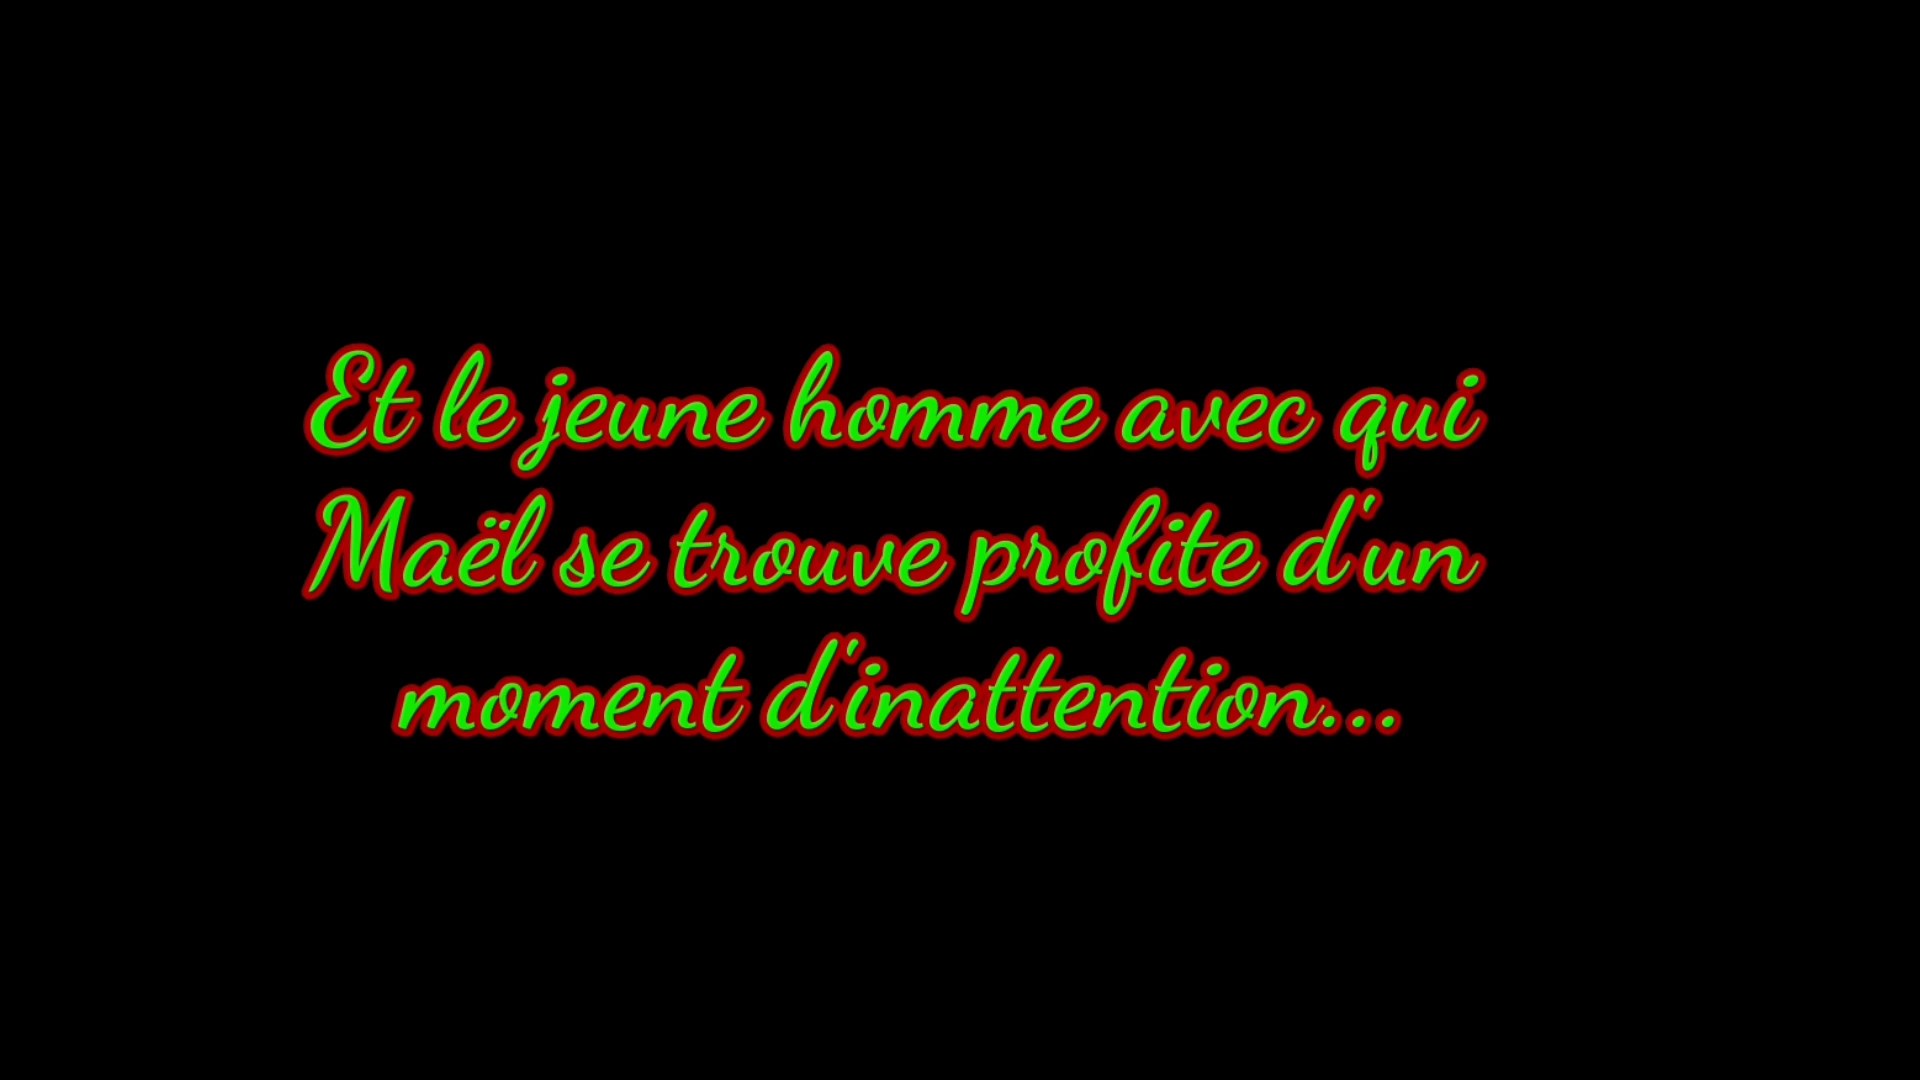 Et le jeune homme avec qui
Maël se trouve profite d'un
moment d'inattention...